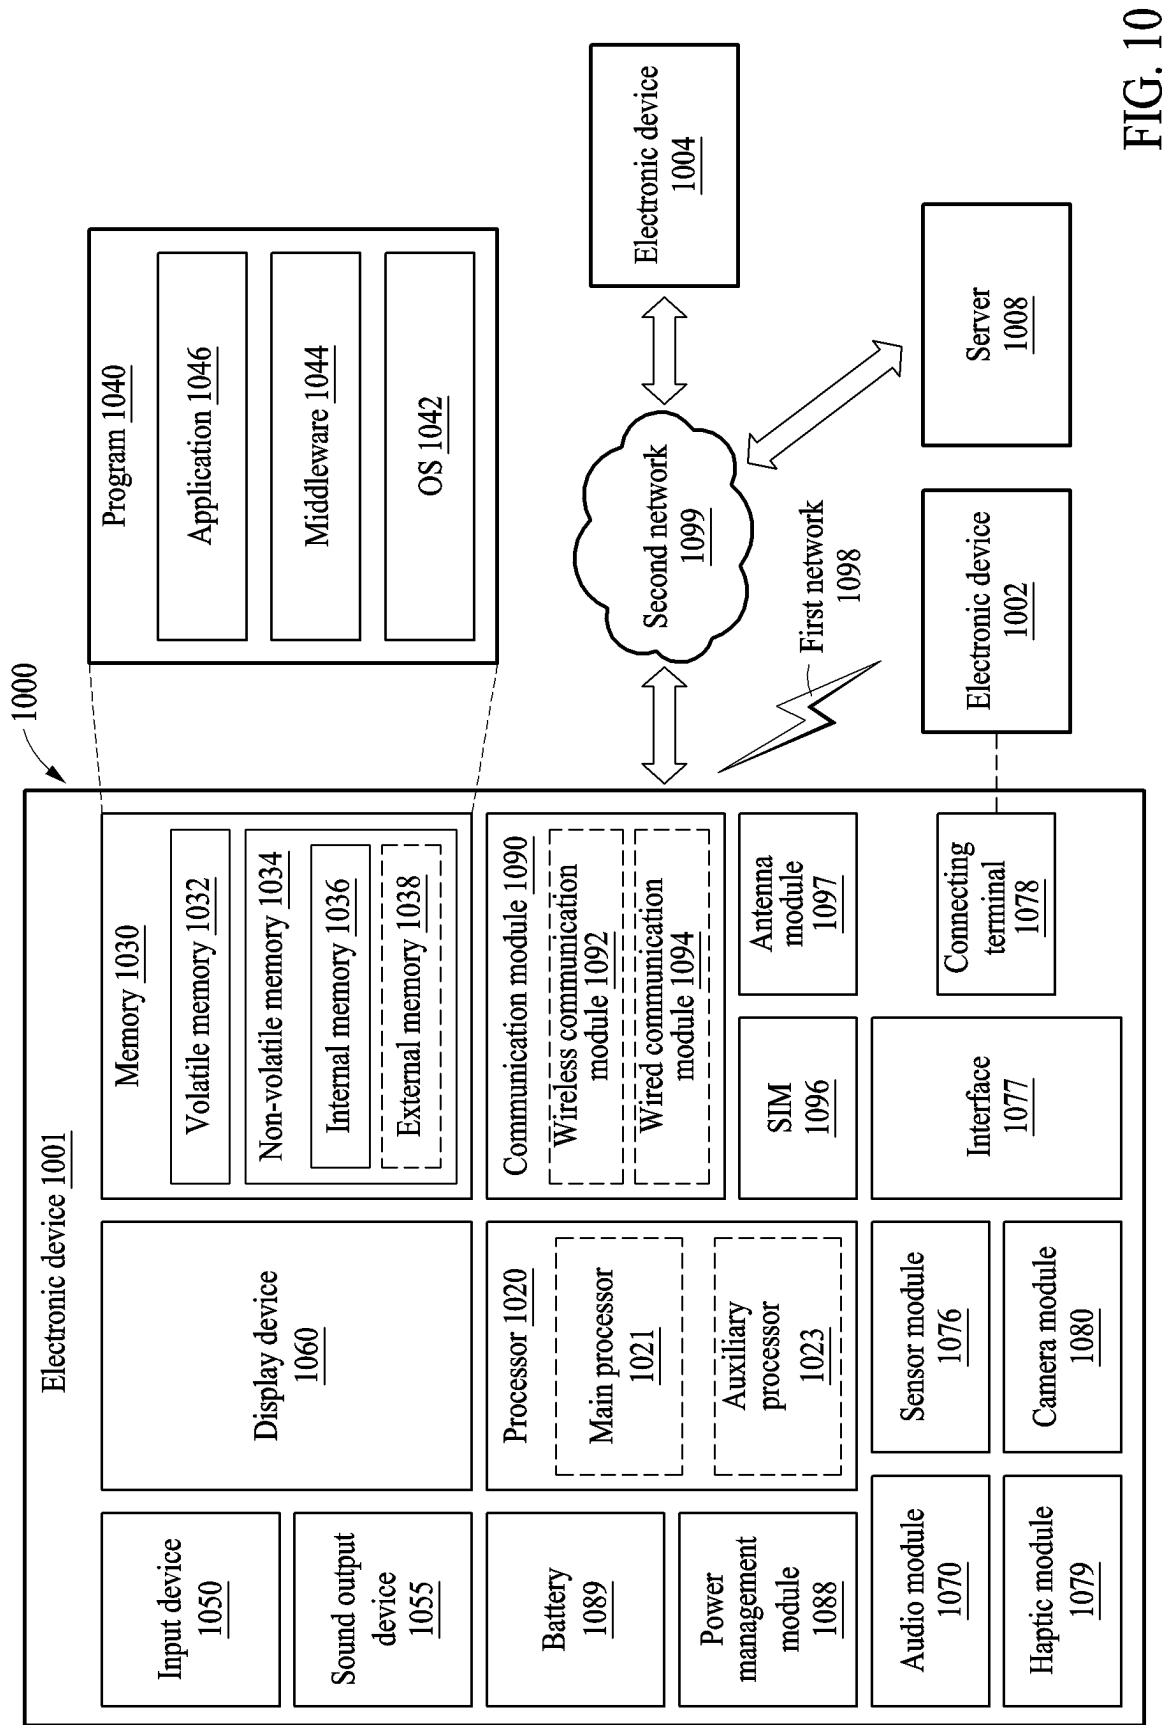 1000
Electronic device 1001
Input device
1050
Sound output
device
1055
Battery
1089
Power
management
module
1088
Audio module
1070
Haptic module
1079
Display device
1060
Processor 1020
Main processor
1021
Auxiliary
processor
1023
Sensor module
1076
Camera module
1080
Memory 1030
Volatile memory 1032
Non-volatile memory 1034
Internal memory 1036
External memory 1038
Communication module 1090
Wireless communication
module 1092
Wired communication
module 1094
SIM
1096
Antenna
module
1097
Interface
1077
Connecting
terminal
1078
Program 1040
Application 1046
Middleware 1044
OS 1042
Second network
1099
First network
1098
Electronic device
1004
Electronic device
1002
Server
1008
FIG. 10